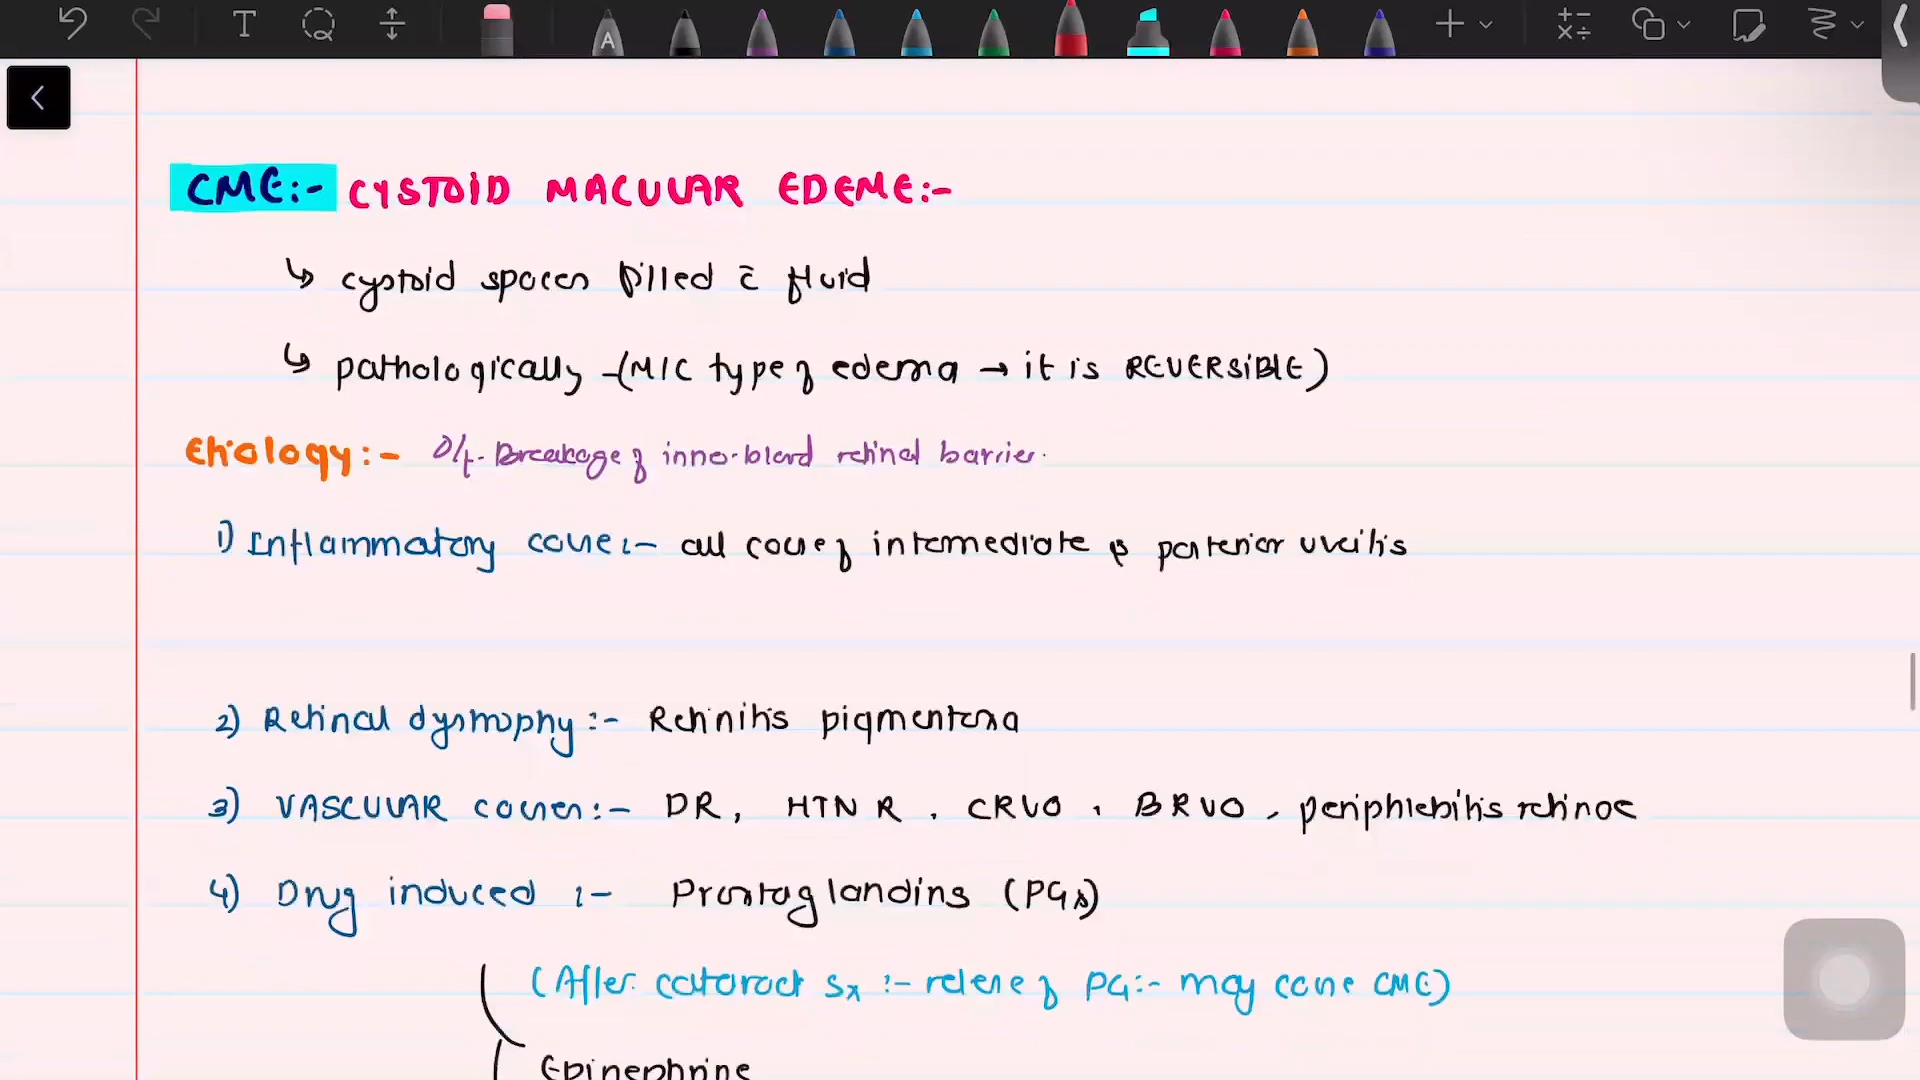 CME:- CYSTOID MACULAR EDEME:-
↳ cystoid spaces filled c̄ fluid
↳ pathologically -(M/C type of edema → it is REVERSIBLE)
Etiology:- D/t. Breakage of inner-blood retinal barrier.
1) Inflammatory cause:- all cause of intermediate & posterior uveitis
2) Retinal dystrophy:- Retinitis pigmentosa
3) VASCULAR causes:- DR, HTN R, CRVO, BRVO, periphlebitis retinae
4) Drug induced :- Prostaglandins (PGs)
(After cataract Sx :- release of PG:- may cause CME)
Epinephrine